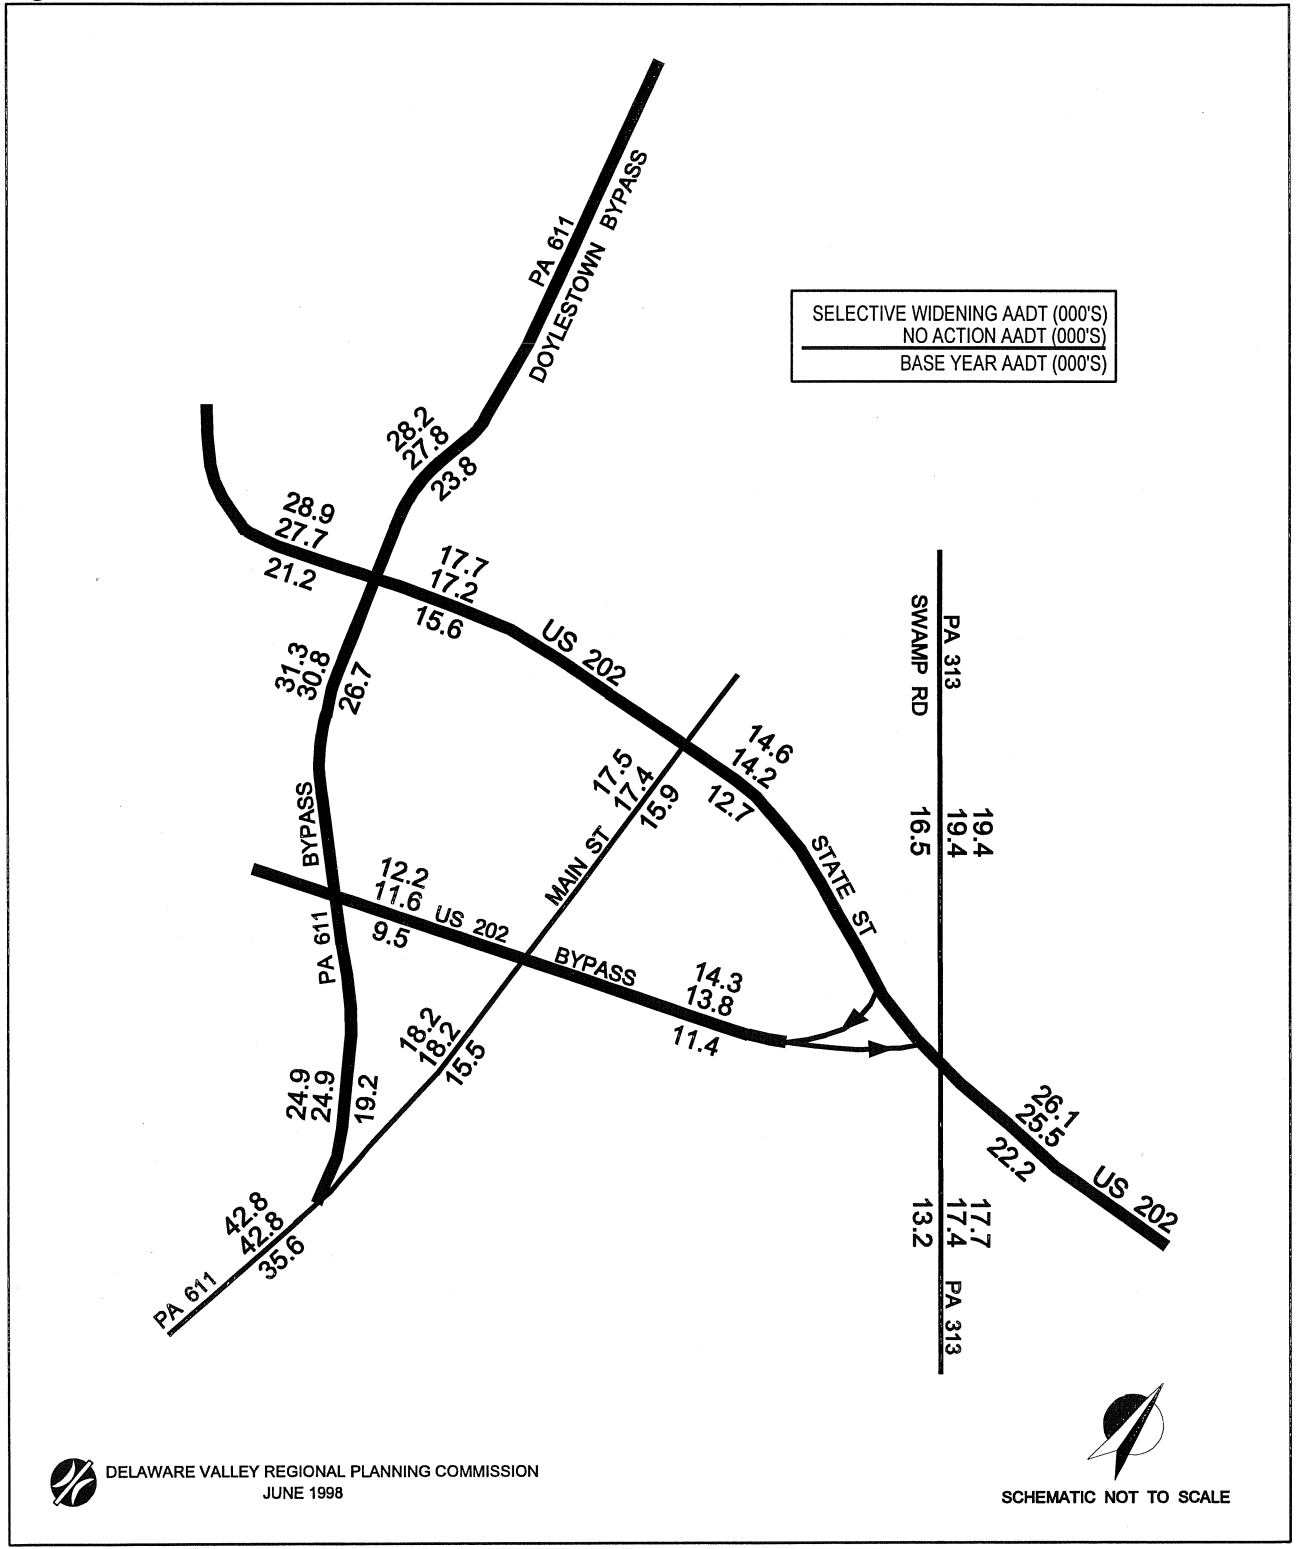 PA 611
DOYLESTOWN BYPASS
SELECTIVE WIDENING AADT (000'S)
NO ACTION AADT (000'S)
BASE YEAR AADT (000'S)
28.2
27.8
23.8
28.9
27.7
21.2
17.7
17.2
15.6
US 202
31.3
30.8
26.7
PA 313
SWAMP RD
14.6
14.2
12.7
17.5
17.4
15.9
19.4
19.4
16.5
BYPASS
PA 611
MAIN ST
STATE ST
12.2
11.6
9.5
US 202
BYPASS
14.3
13.8
11.4
18.2
18.2
15.5
24.9
24.9
19.2
26.1
25.5
22.2
US 202
42.8
42.8
35.6
PA 611
17.7
17.4
13.2
PA 313
DELAWARE VALLEY REGIONAL PLANNING COMMISSION
JUNE 1998
SCHEMATIC NOT TO SCALE